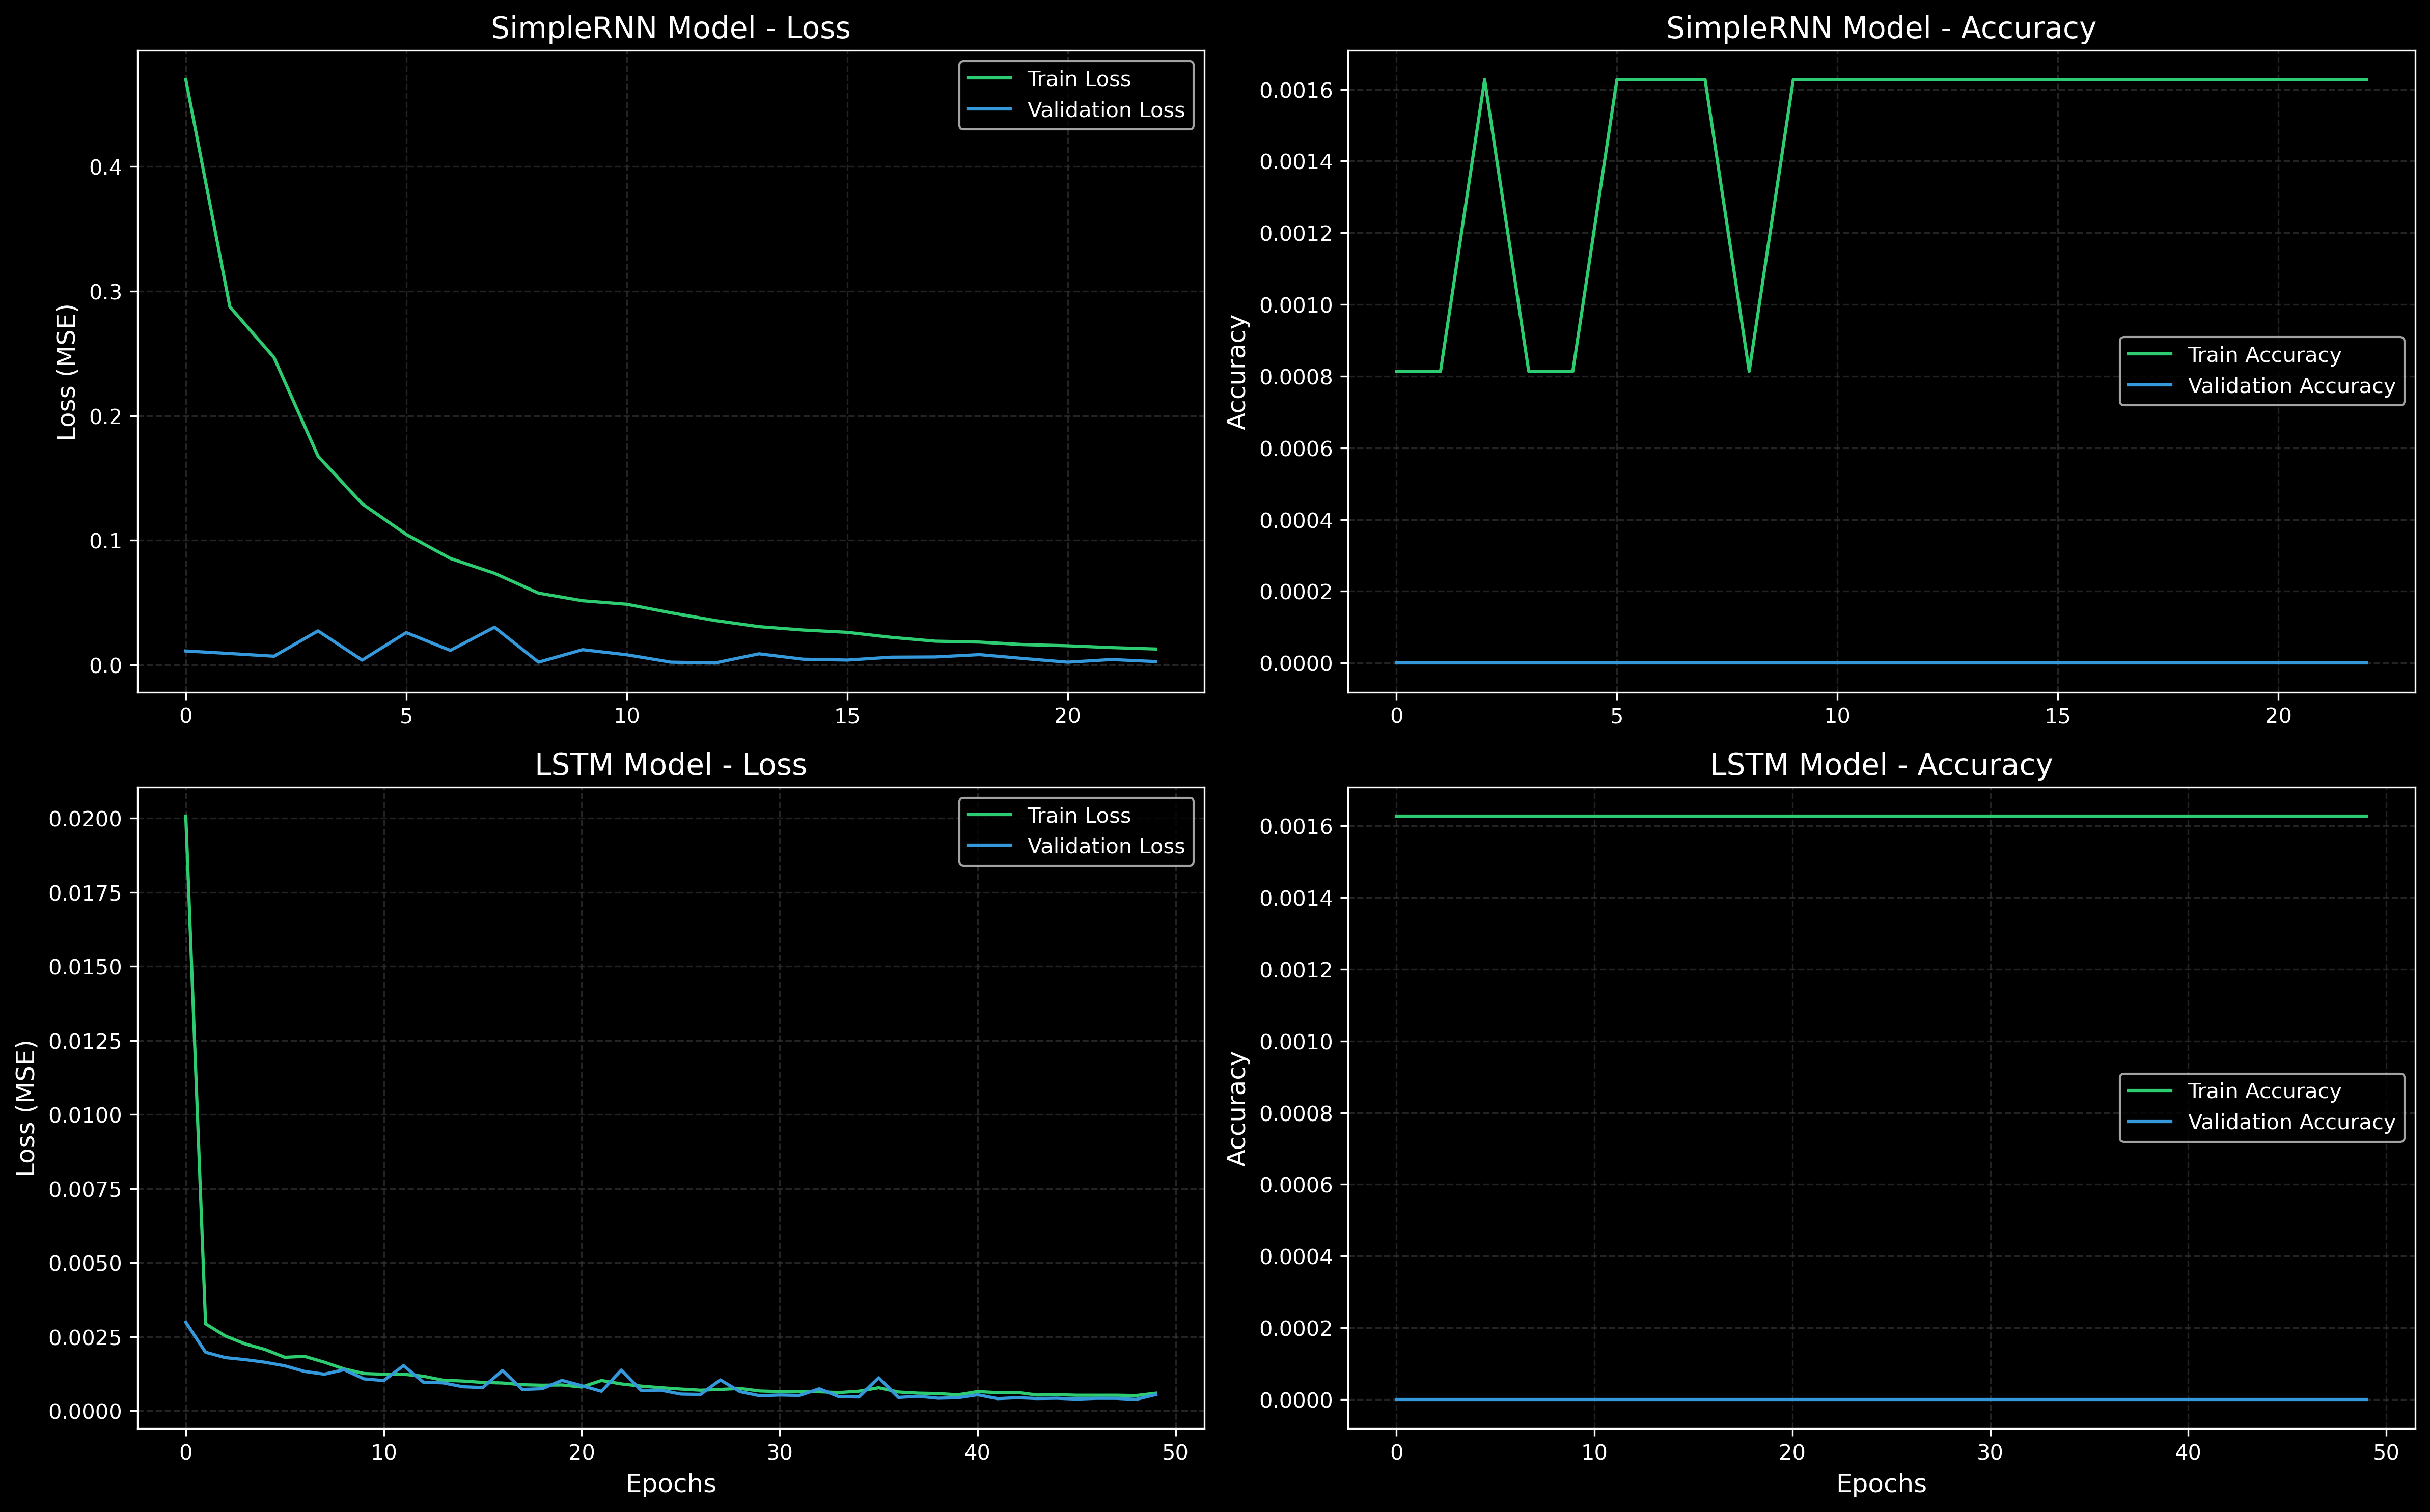 SimpleRNN Model - Loss
Loss (MSE)
0.4
0.3
0.2
0.1
0.0
0 5 10 15 20
Train Loss
Validation Loss
SimpleRNN Model - Accuracy
Accuracy
0.0016
0.0014
0.0012
0.0010
0.0008
0.0006
0.0004
0.0002
0.0000
0 5 10 15 20
Train Accuracy
Validation Accuracy
LSTM Model - Loss
Loss (MSE)
0.0200
0.0175
0.0150
0.0125
0.0100
0.0075
0.0050
0.0025
0.0000
0 10 20 30 40 50
Epochs
Train Loss
Validation Loss
LSTM Model - Accuracy
Accuracy
0.0016
0.0014
0.0012
0.0010
0.0008
0.0006
0.0004
0.0002
0.0000
0 10 20 30 40 50
Epochs
Train Accuracy
Validation Accuracy